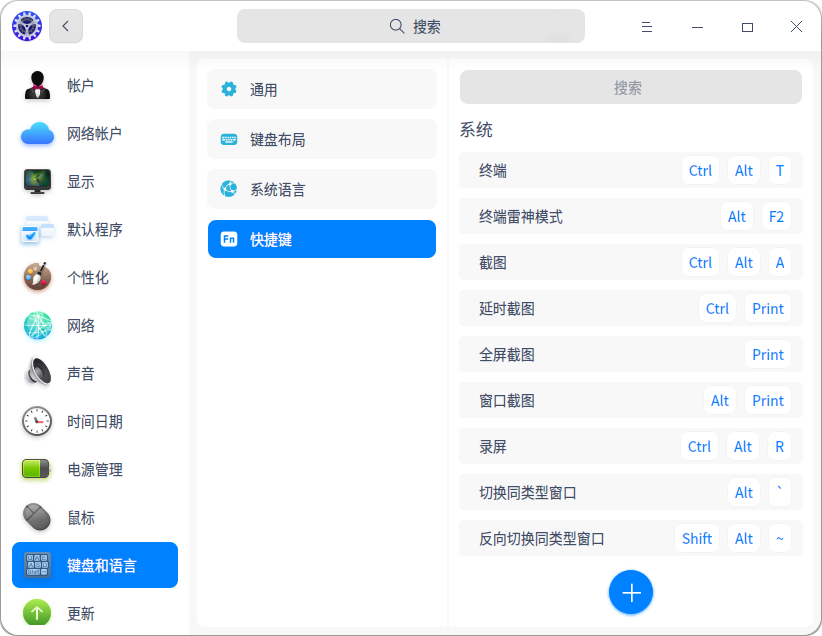 搜索
帐户
网络帐户
显示
默认程序
个性化
网络
声音
时间日期
电源管理
鼠标
键盘和语言
更新
通用
键盘布局
系统语言
Fn 快捷键
搜索
系统
终端 Ctrl Alt T
终端雷神模式 Alt F2
截图 Ctrl Alt A
延时截图 Ctrl Print
全屏截图 Print
窗口截图 Alt Print
录屏 Ctrl Alt R
切换同类型窗口 Alt `
反向切换同类型窗口 Shift Alt ~